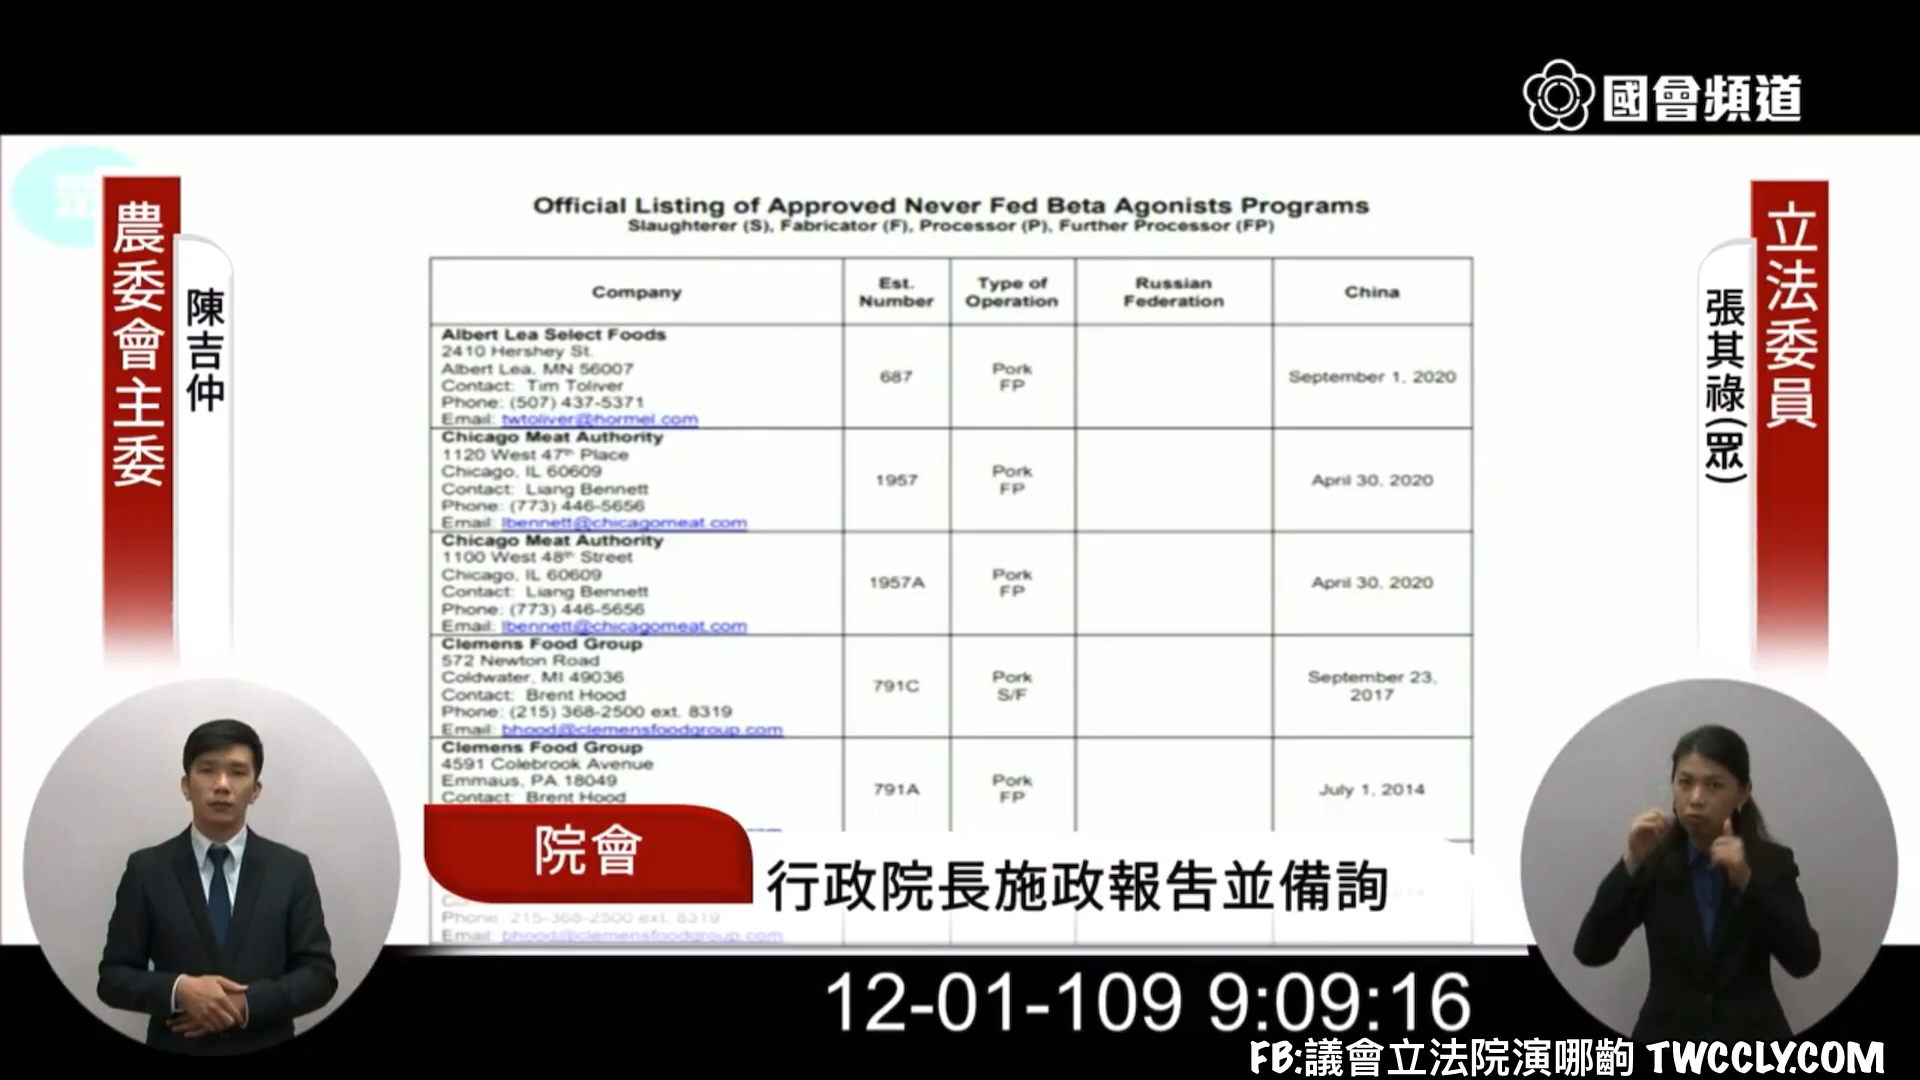 國會頻道
農委會主委
陳吉仲
立法委員
張其祿(眾)
Official Listing of Approved Never Fed Beta Agonists Programs
Slaughterer (S), Fabricator (F), Processor (P), Further Processor (FP)
Company
Est. Number
Type of Operation
Russian Federation
China
Albert Lea Select Foods
2410 Hershey St.
Albert Lea, MN 56007
Contact: Tim Toliver
Phone: (507) 437-5371
Email: twtoliver@hormel.com
687
Pork
FP
September 1, 2020
Chicago Meat Authority
1120 West 47th Place
Chicago, IL 60609
Contact: Liang Bennett
Phone: (773) 446-5656
Email: lbennett@chicagomeat.com
1957
Pork
FP
April 30, 2020
Chicago Meat Authority
1100 West 48th Street
Chicago, IL 60609
Contact: Liang Bennett
Phone: (773) 446-5656
Email: lbennett@chicagomeat.com
1957A
Pork
FP
April 30, 2020
Clemens Food Group
572 Newton Road
Coldwater, MI 49036
Contact: Brent Hood
Phone: (215) 368-2500 ext. 8319
Email: bhood@clemensfoodgroup.com
791C
Pork
S/F
September 23,
2017
Clemens Food Group
4591 Colebrook Avenue
Emmaus, PA 18049
Contact: Brent Hood
791A
Pork
FP
July 1, 2014
Phone: 215-368-2500 ext. 8319
Email: bhood@clemensfoodgroup.com
院會
行政院長施政報告並備詢
12-01-109 9:09:16
FB:議會立法院演哪齣 TWCCLY.COM